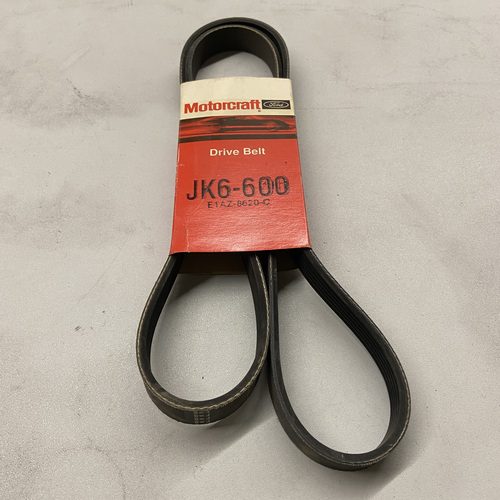 Motorcraft Ford
Drive Belt
JK6-600
E1AZ-8620-C